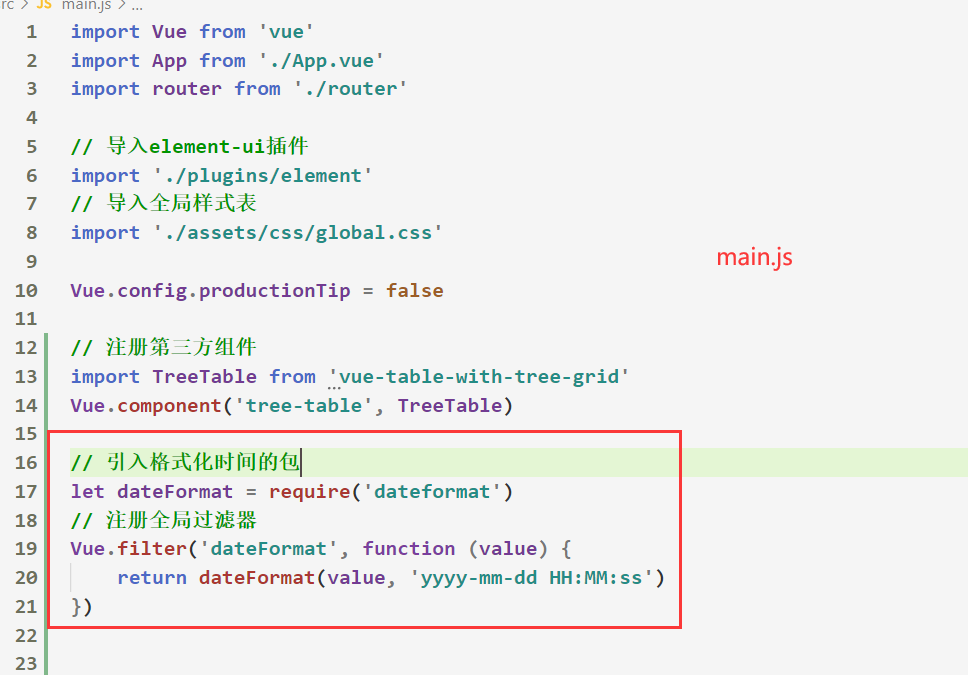 rc > JS main.js > ...
1 import Vue from 'vue'
2 import App from './App.vue'
3 import router from './router'
4
5 // 导入element-ui插件
6 import './plugins/element'
7 // 导入全局样式表
8 import './assets/css/global.css'
9
main.js
10 Vue.config.productionTip = false
11
12 // 注册第三方组件
13 import TreeTable from 'vue-table-with-tree-grid'
14 Vue.component('tree-table', TreeTable)
15
16 // 引入格式化时间的包
17 let dateFormat = require('dateformat')
18 // 注册全局过滤器
19 Vue.filter('dateFormat', function (value) {
20     return dateFormat(value, 'yyyy-mm-dd HH:MM:ss')
21 })
22
23